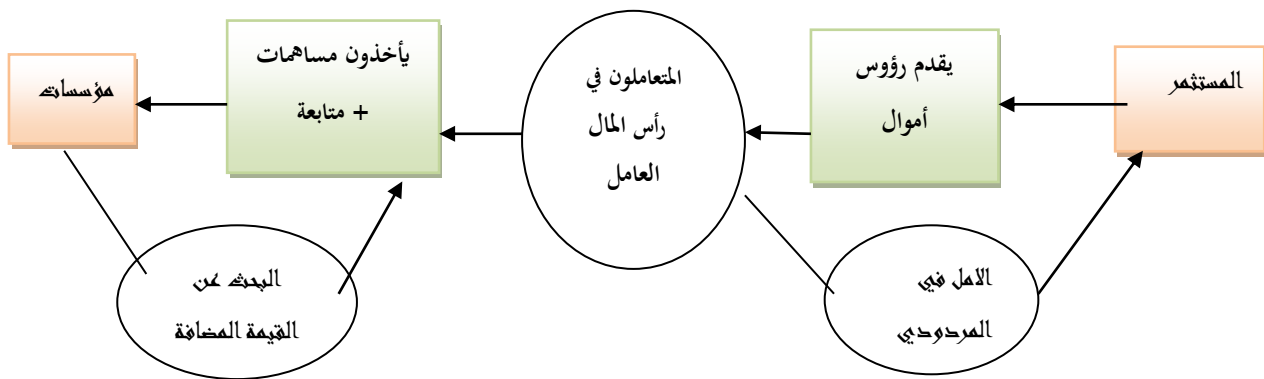 المستثمر
يقدم رؤوس
أموال
المتعاملون في
رأس المال
العامل
يأخذون مساهمات
+ متابعة
مؤسسات
الامل في
المردودي
البحث عن
القيمة المضافة